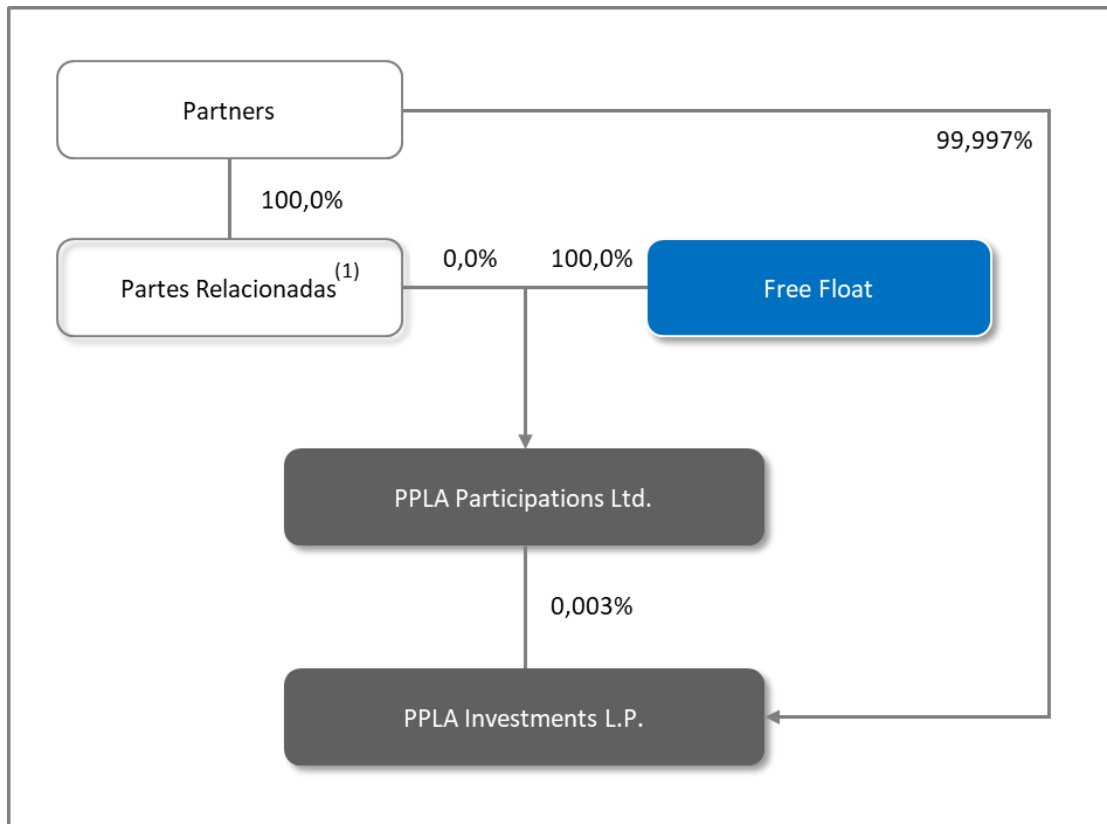 Partners
99,997%
100,0%
Partes Relacionadas(1)
0,0%
100,0%
Free Float
PPLA Participations Ltd.
0,003%
PPLA Investments L.P.